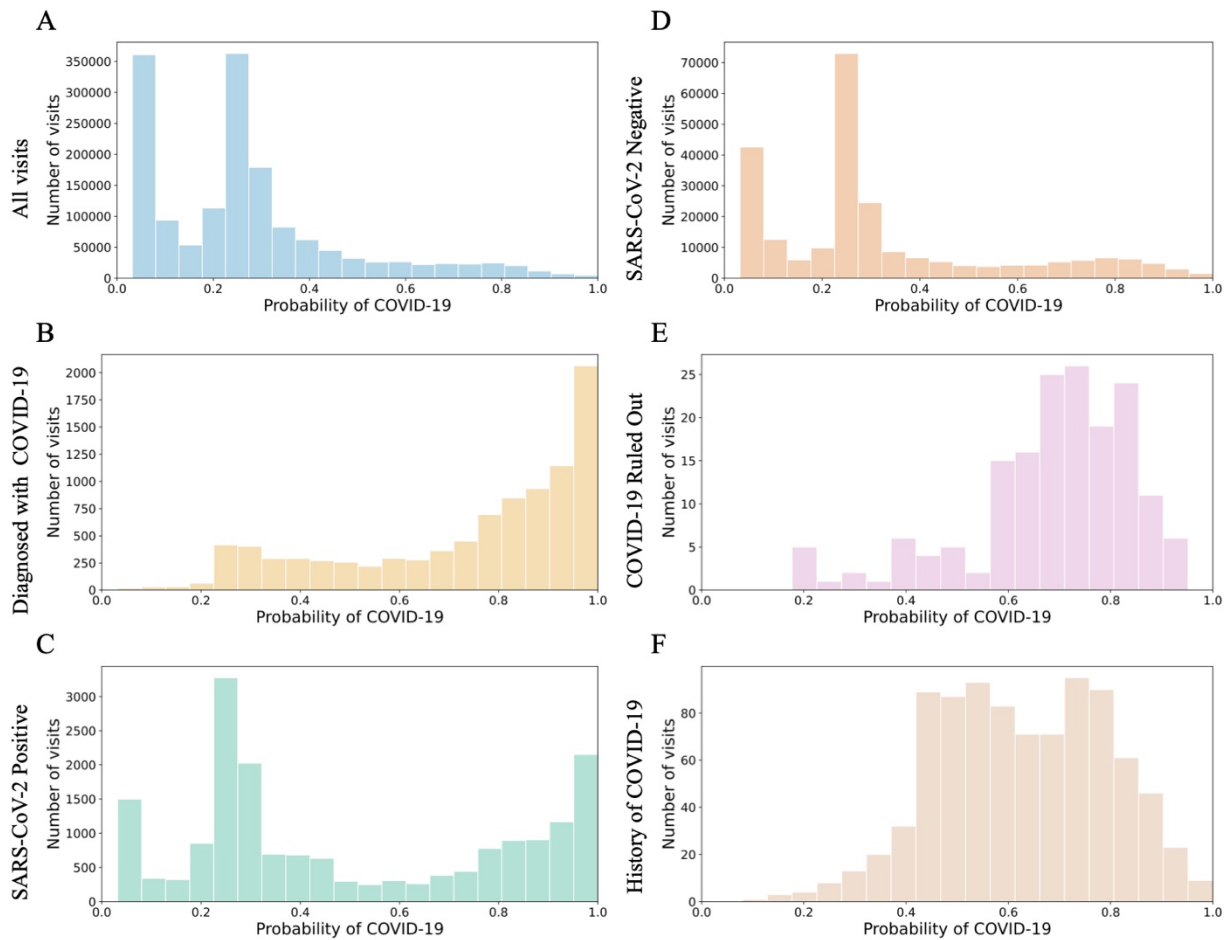 A
All visits
Number of visits
350000
300000
250000
200000
150000
100000
50000
0
0.0 0.2 0.4 0.6 0.8 1.0
Probability of COVID-19
B
Diagnosed with COVID-19
Number of visits
2000
1750
1500
1250
1000
750
500
250
0
0.0 0.2 0.4 0.6 0.8 1.0
Probability of COVID-19
C
SARS-CoV-2 Positive
Number of visits
3000
2500
2000
1500
1000
500
0
0.0 0.2 0.4 0.6 0.8 1.0
Probability of COVID-19
D
SARS-CoV-2 Negative
Number of visits
70000
60000
50000
40000
30000
20000
10000
0
0.0 0.2 0.4 0.6 0.8 1.0
Probability of COVID-19
E
COVID-19 Ruled Out
Number of visits
25
20
15
10
5
0
0.0 0.2 0.4 0.6 0.8 1.0
Probability of COVID-19
F
History of COVID-19
Number of visits
80
60
40
20
0
0.0 0.2 0.4 0.6 0.8 1.0
Probability of COVID-19